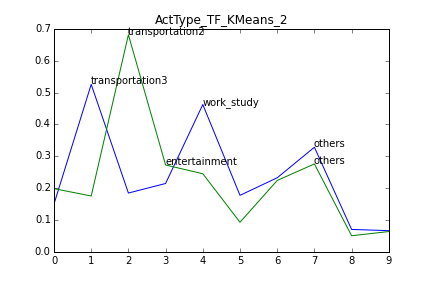 ActType_TF_KMeans_2
0.7
0.6
0.5
0.4
0.3
0.2
0.1
0.0
transportation2
transportation3
work_study
others
entertainment
others
0 1 2 3 4 5 6 7 8 9